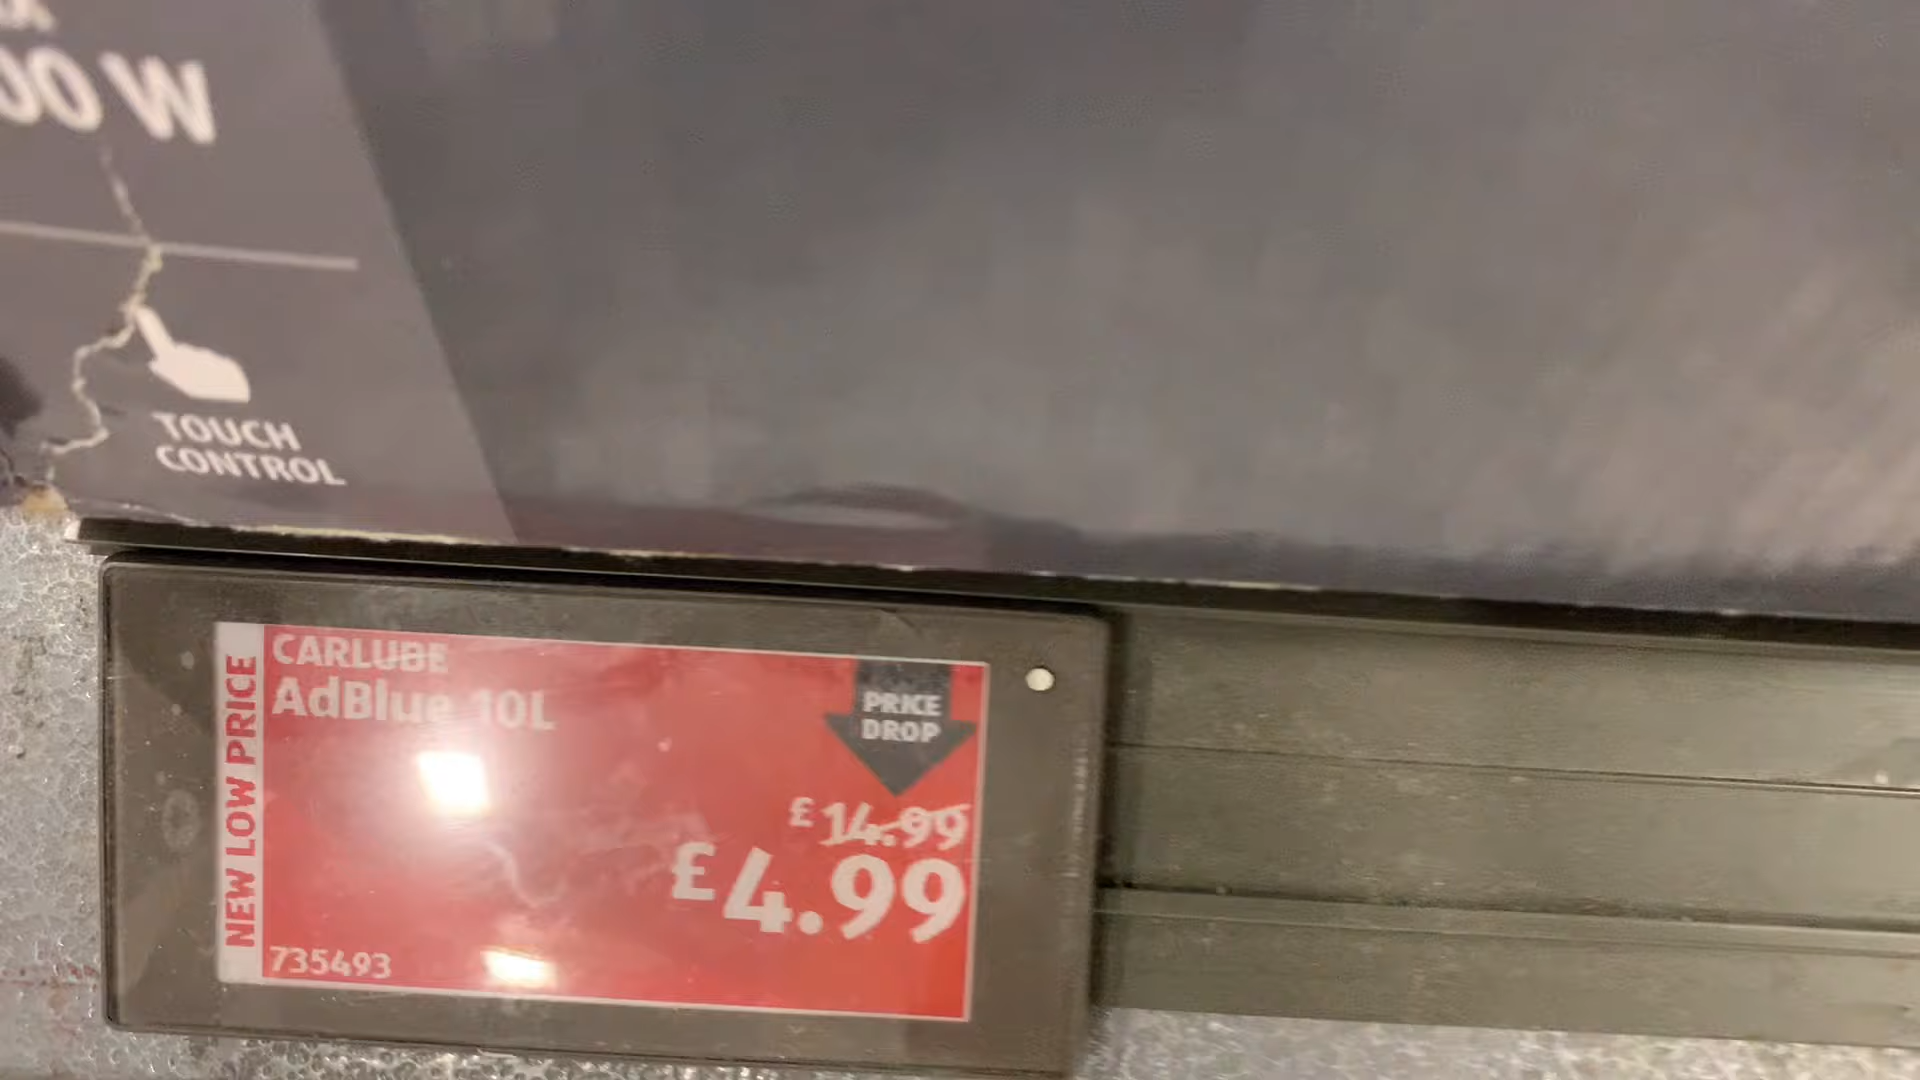 00 W
TOUCH
CONTROL
NEW LOW PRICE
CARLUBE
AdBlue 10L
PRICE
DROP
£14.99
£4.99
735493